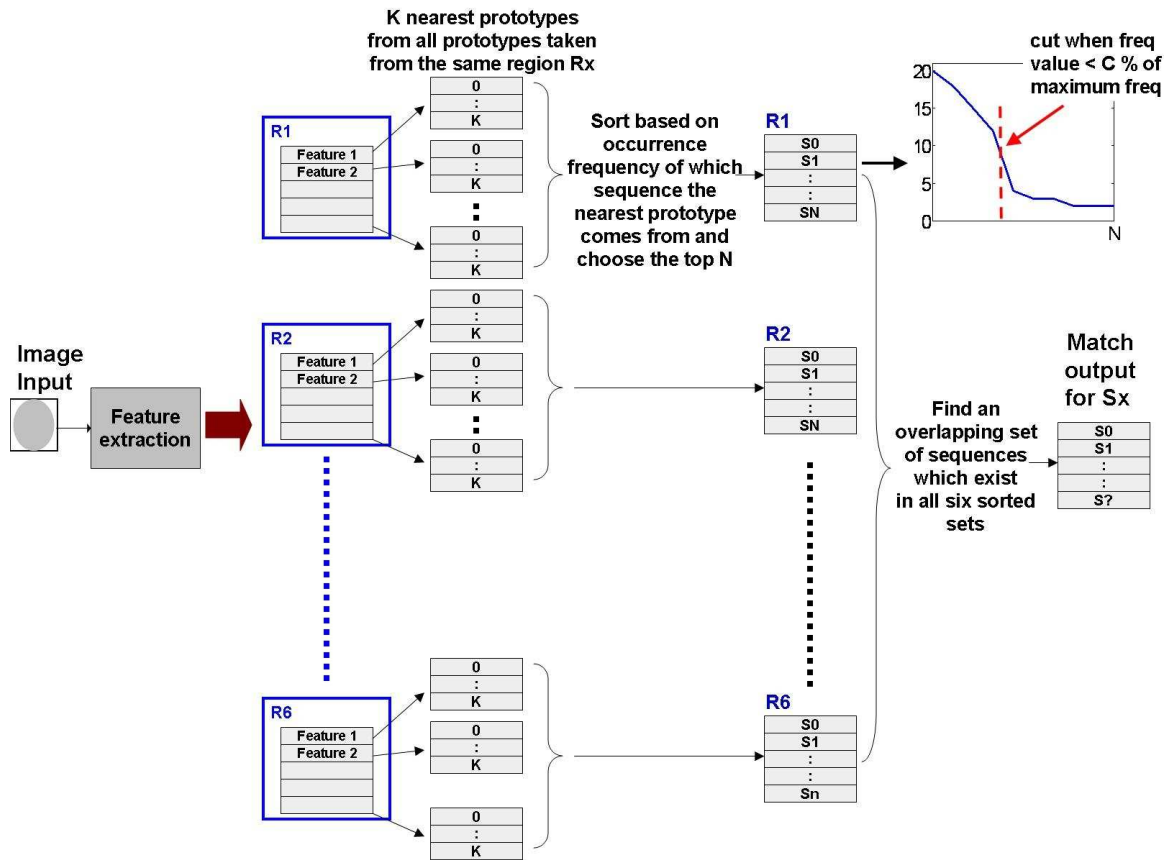 K nearest prototypes
from all prototypes taken
from the same region Rx
cut when freq
value < C % of
maximum freq
20
15
10
5
0
N
R1
Feature 1
Feature 2
0
:
K
0
:
K
0
:
K
Sort based on
occurrence
frequency of which
sequence the
nearest prototype
comes from and
choose the top N
R1
S0
S1
:
:
SN
R2
Feature 1
Feature 2
0
:
K
0
:
K
0
:
K
R2
S0
S1
:
:
SN
Image
Input
Feature
extraction
Find an
overlapping set
of sequences
which exist
in all six sorted
sets
Match
output
for Sx
S0
S1
:
:
S?
R6
Feature 1
Feature 2
0
:
K
0
:
K
0
:
K
R6
S0
S1
:
:
Sn